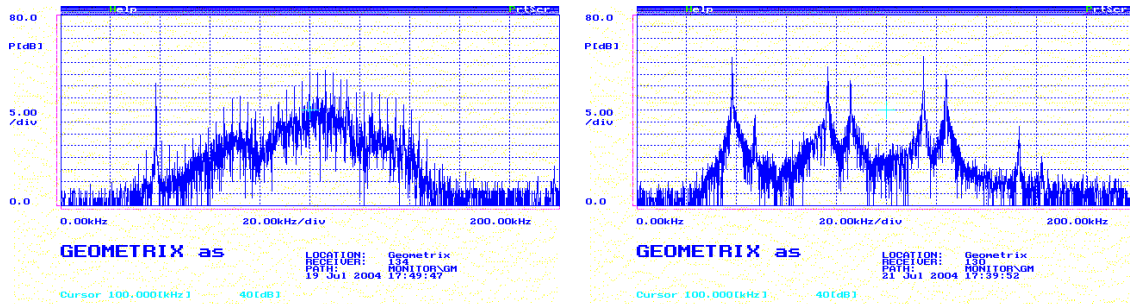 Help PrtScr
80.0
P[dB]
5.00
/div
0.0
0.00kHz 20.00kHz/div 200.00kHz
GEOMETRIX as
LOCATION: Geometrix
RECEIVER: 134
PATH: MONITOR\GM
19 Jul 2004 17:49:47
Cursor 100.000[kHz] 40[dB]
Help PrtScr
80.0
P[dB]
5.00
/div
0.0
0.00kHz 20.00kHz/div 200.00kHz
GEOMETRIX as
LOCATION: Geometrix
RECEIVER: 130
PATH: MONITOR\GM
21 Jul 2004 17:39:52
Cursor 100.000[kHz] 40[dB]